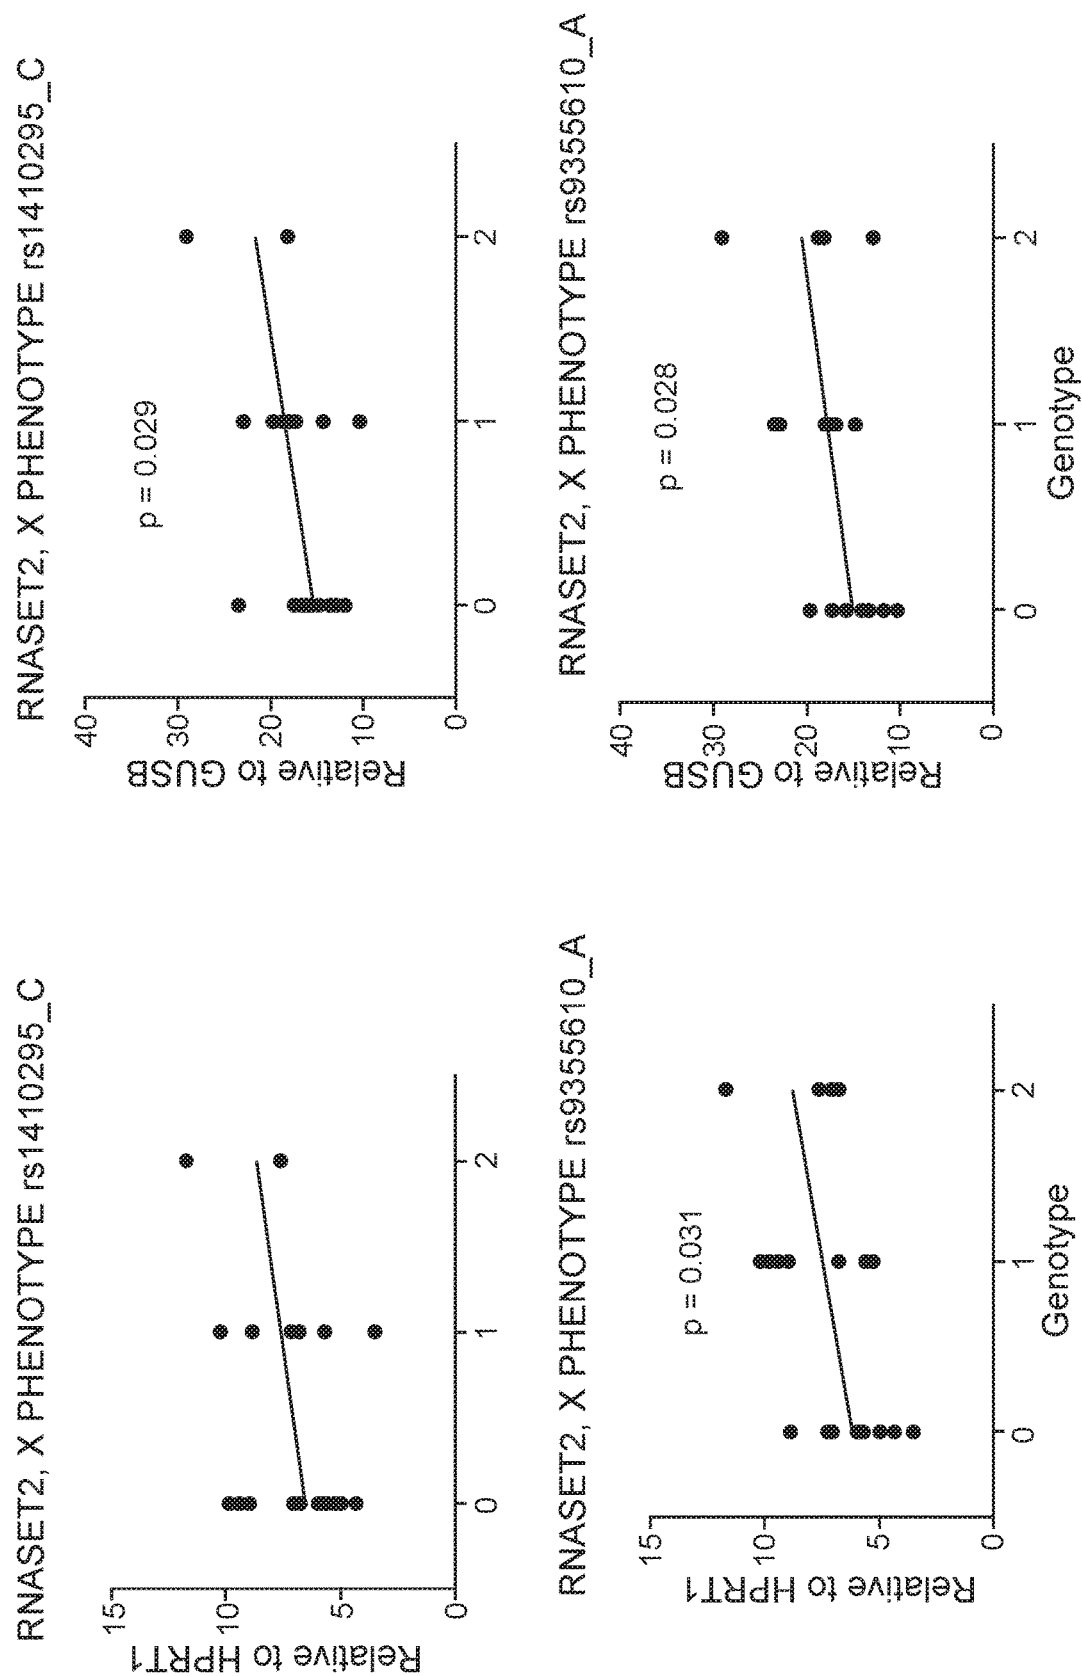 RNASET2, X PHENOTYPE rs1410295_C
15
10
5
0
Relative to HPRT1
0
1
2
RNASET2, X PHENOTYPE rs1410295_C
40
30
20
10
0
Relative to GUSB
p = 0.029
0
1
2
RNASET2, X PHENOTYPE rs9355610_A
15
10
5
0
Relative to HPRT1
p = 0.031
0
1
2
Genotype
RNASET2, X PHENOTYPE rs9355610_A
40
30
20
10
0
Relative to GUSB
p = 0.028
0
1
2
Genotype